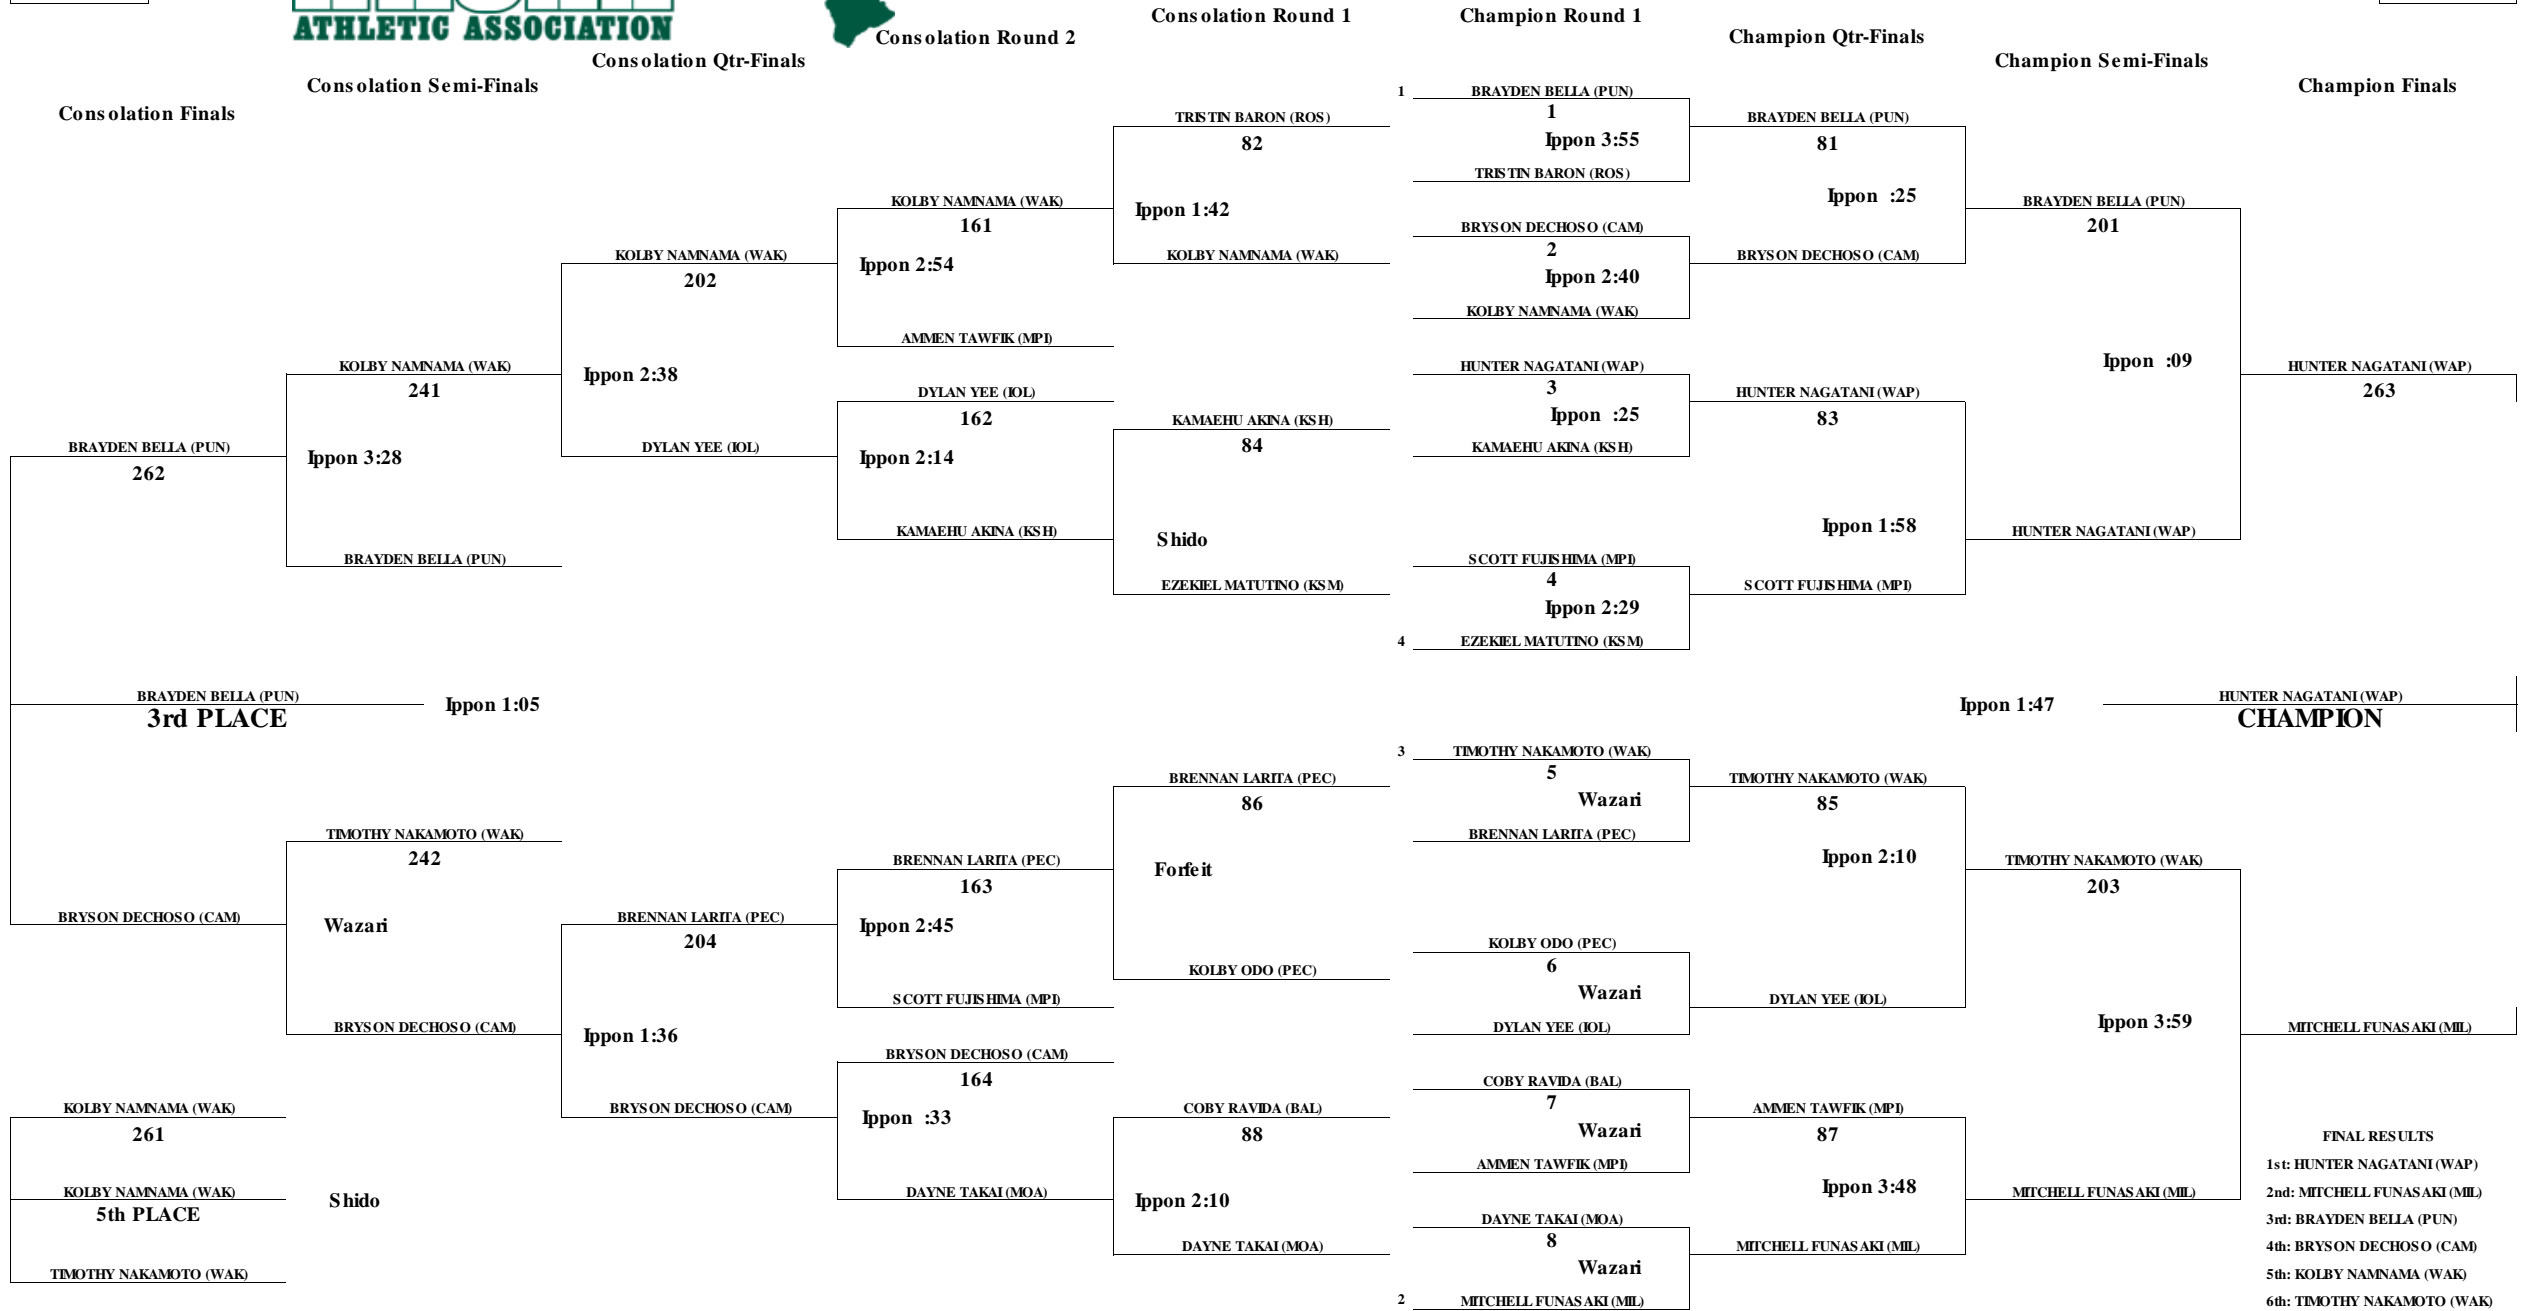 ATHLETIC ASSOCIATION
Consolation Finals
Consolation Semi-Finals
Consolation Qtr-Finals
Consolation Round 2
Consolation Round 1
Champion Round 1
Champion Qtr-Finals
Champion Semi-Finals
Champion Finals
BRAYDEN BELLA (PUN)
262
BRYSON DECHOSO (CAM)
BRAYDEN BELLA (PUN)
3rd PLACE
Ippon 1:05
KOLBY NAMNAMA (WAK)
261
KOLBY NAMNAMA (WAK)
5th PLACE
Shido
TIMOTHY NAKAMOTO (WAK)
KOLBY NAMNAMA (WAK)
241
Ippon 3:28
BRAYDEN BELLA (PUN)
TIMOTHY NAKAMOTO (WAK)
242
Wazari
BRYSON DECHOSO (CAM)
KOLBY NAMNAMA (WAK)
202
Ippon 2:38
DYLAN YEE (IOL)
BRENNAN LARITA (PEC)
204
Ippon 1:36
BRYSON DECHOSO (CAM)
KOLBY NAMNAMA (WAK)
161
Ippon 2:54
AMMEN TAWFIK (MPI)
DYLAN YEE (IOL)
162
Ippon 2:14
KAMAEHU AKINA (KSH)
BRENNAN LARITA (PEC)
163
Ippon 2:45
SCOTT FUJISHIMA (MPI)
BRYSON DECHOSO (CAM)
164
Ippon :33
DAYNE TAKAI (MOA)
TRISTIN BARON (ROS)
82
Ippon 1:42
KOLBY NAMNAMA (WAK)
KAMAEHU AKINA (KSH)
84
Shido
EZEKIEL MATUTINO (KSM)
BRENNAN LARITA (PEC)
86
Forfeit
KOLBY ODO (PEC)
COBY RAVIDA (BAL)
88
Ippon 2:10
DAYNE TAKAI (MOA)
1 BRAYDEN BELLA (PUN)
1
Ippon 3:55
TRISTIN BARON (ROS)
BRYSON DECHOSO (CAM)
2
Ippon 2:40
KOLBY NAMNAMA (WAK)
HUNTER NAGATANI (WAP)
3
Ippon :25
KAMAEHU AKINA (KSH)
SCOTT FUJISHIMA (MPI)
4
Ippon 2:29
4 EZEKIEL MATUTINO (KSM)
3 TIMOTHY NAKAMOTO (WAK)
5
Wazari
BRENNAN LARITA (PEC)
KOLBY ODO (PEC)
6
Wazari
DYLAN YEE (IOL)
COBY RAVIDA (BAL)
7
Wazari
AMMEN TAWFIK (MPI)
DAYNE TAKAI (MOA)
8
Wazari
2 MITCHELL FUNASAKI (MIL)
BRAYDEN BELLA (PUN)
81
Ippon :25
BRYSON DECHOSO (CAM)
HUNTER NAGATANI (WAP)
83
Ippon 1:58
SCOTT FUJISHIMA (MPI)
TIMOTHY NAKAMOTO (WAK)
85
Ippon 2:10
DYLAN YEE (IOL)
AMMEN TAWFIK (MPI)
87
Ippon 3:48
MITCHELL FUNASAKI (MIL)
BRAYDEN BELLA (PUN)
201
Ippon :09
HUNTER NAGATANI (WAP)
TIMOTHY NAKAMOTO (WAK)
203
Ippon 3:59
MITCHELL FUNASAKI (MIL)
HUNTER NAGATANI (WAP)
263
Ippon 1:47
HUNTER NAGATANI (WAP)
CHAMPION
MITCHELL FUNASAKI (MIL)
FINAL RESULTS
1st: HUNTER NAGATANI (WAP)
2nd: MITCHELL FUNASAKI (MIL)
3rd: BRAYDEN BELLA (PUN)
4th: BRYSON DECHOSO (CAM)
5th: KOLBY NAMNAMA (WAK)
6th: TIMOTHY NAKAMOTO (WAK)